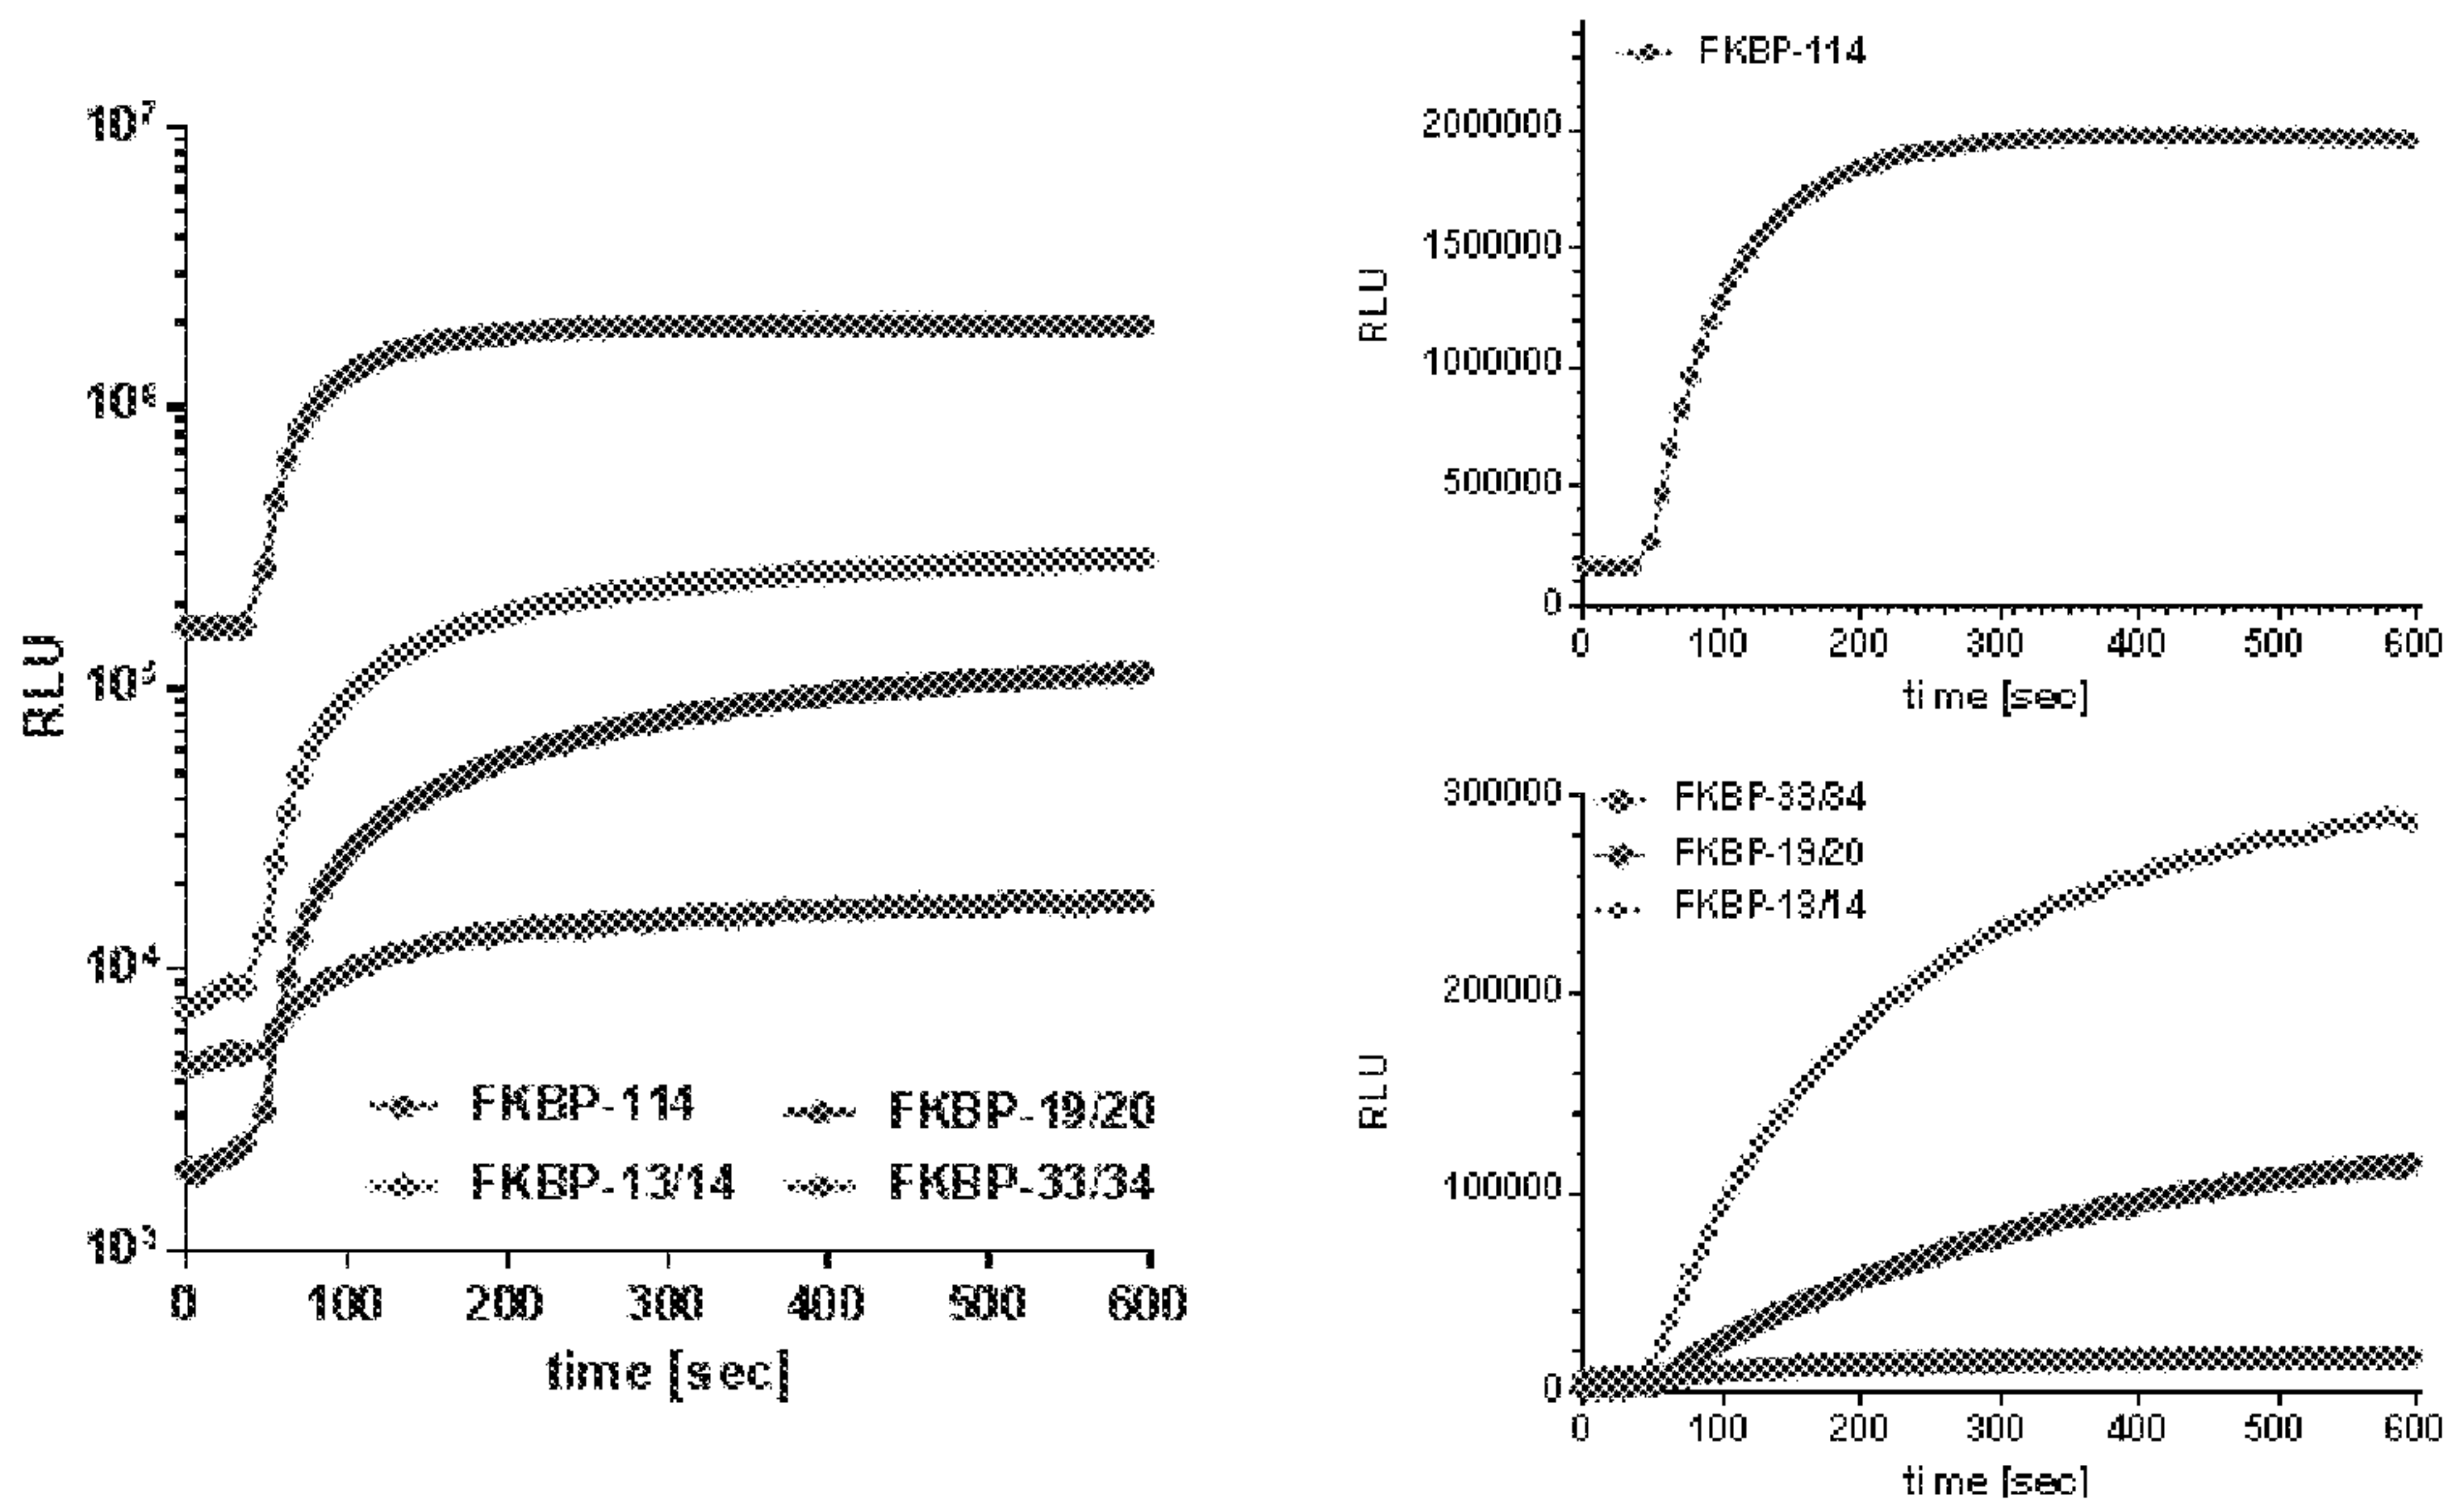 10⁷
10⁶
10⁵
10⁴
10³
RLU
0 100 200 300 400 500 600
time [sec]
FKBP-114
FKBP-19/20
FKBP-13/14
FKBP-33/34
FKBP-114
2000000
1500000
1000000
500000
0
RLU
0 100 200 300 400 500 600
time [sec]
300000
200000
100000
0
RLU
FKBP-33/34
FKBP-19/20
FKBP-13/14
0 100 200 300 400 500 600
time [sec]